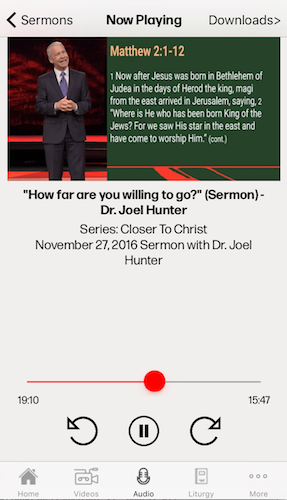 Sermons Now Playing Downloads>
Matthew 2:1-12
1 Now after Jesus was born in Bethlehem of
Judea in the days of Herod the king, magi
from the east arrived in Jerusalem, saying, 2
“Where is He who has been born King of the
Jews? For we saw His star in the east and
have come to worship Him.” (cont.)
"How far are you willing to go?" (Sermon) -
Dr. Joel Hunter
Series: Closer To Christ
November 27, 2016 Sermon with Dr. Joel
Hunter
19:10 15:47
Home Videos Audio Liturgy More